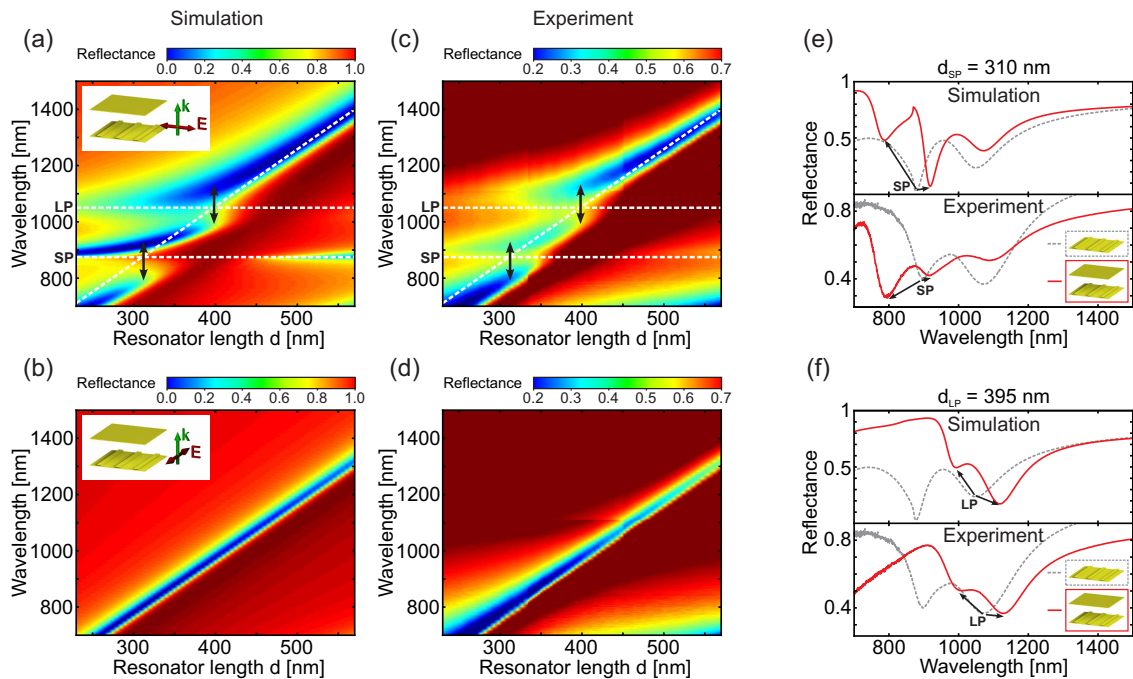 Simulation
Experiment
(a)
Reflectance
0.0 0.2 0.4 0.6 0.8 1.0
k
E
Wavelength [nm]
1400
1200
LP
1000
SP
800
300 400 500
Resonator length d [nm]
(c)
Reflectance
0.2 0.3 0.4 0.5 0.6 0.7
Wavelength [nm]
1400
1200
LP
1000
SP
800
300 400 500
Resonator length d [nm]
(e)
dSP = 310 nm
Simulation
1
0.5
SP
Reflectance
Experiment
0.8
0.4
SP
800 1000 1200 1400
Wavelength [nm]
(b)
Reflectance
0.0 0.2 0.4 0.6 0.8 1.0
k
E
Wavelength [nm]
1400
1200
1000
800
300 400 500
Resonator length d [nm]
(d)
Reflectance
0.2 0.3 0.4 0.5 0.6 0.7
Wavelength [nm]
1400
1200
1000
800
300 400 500
Resonator length d [nm]
(f)
dLP = 395 nm
Simulation
1
0.5
LP
Reflectance
Experiment
0.8
0.4
LP
800 1000 1200 1400
Wavelength [nm]